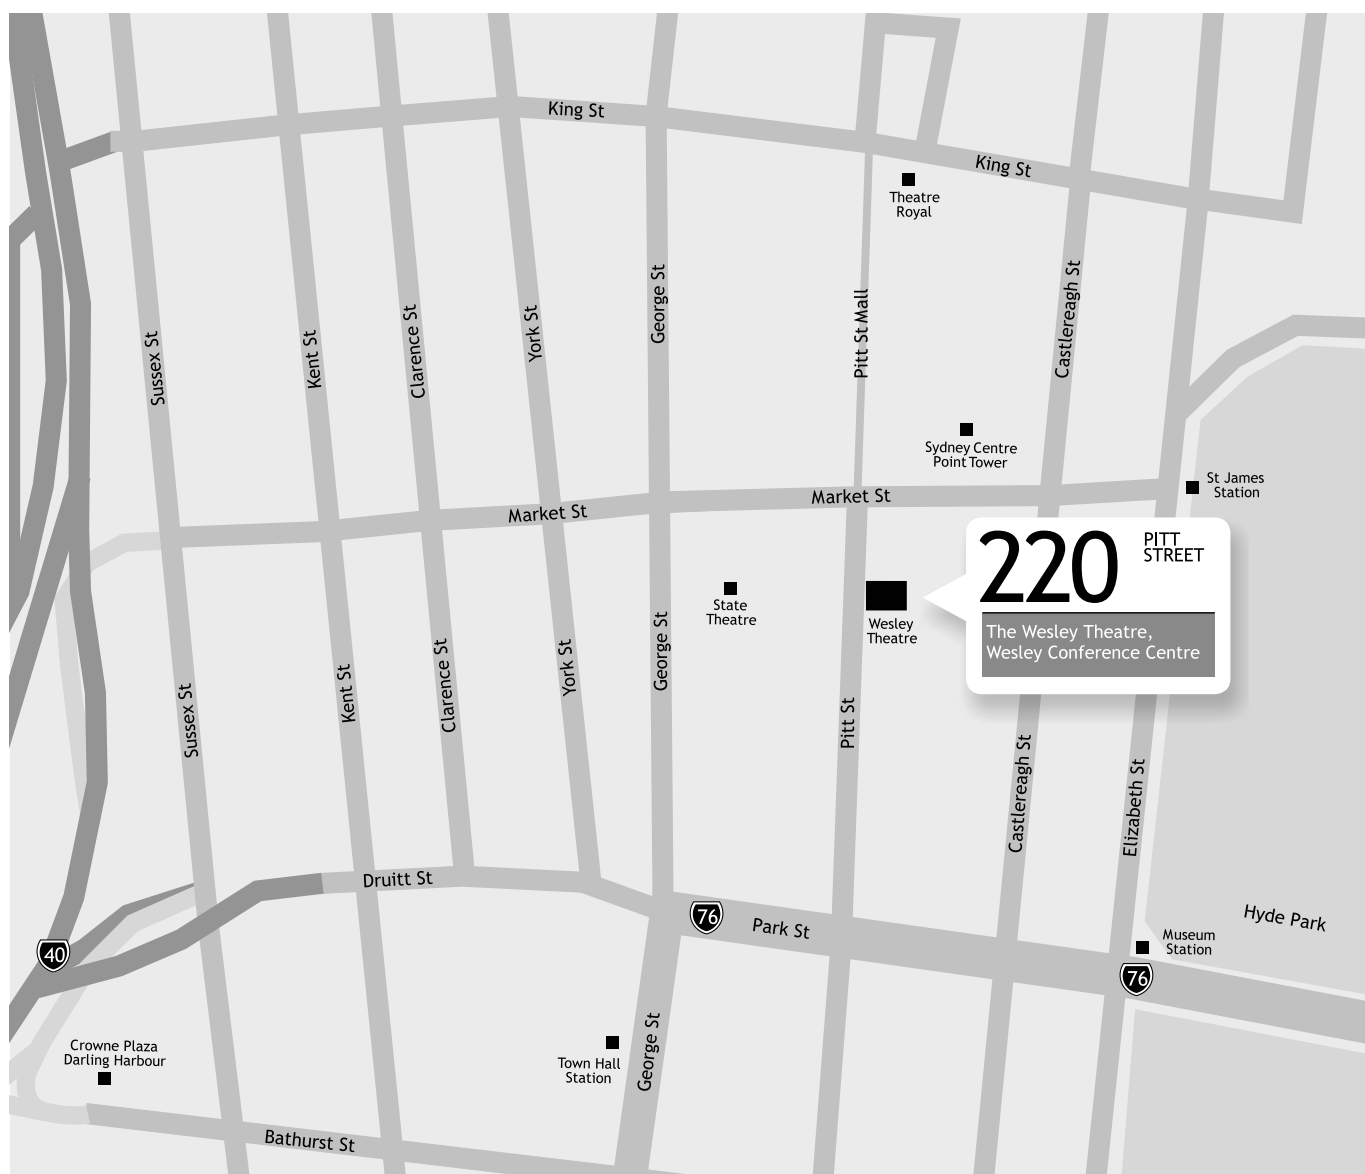 King St
King St
Theatre
Royal
Sussex St
Kent St
Clarence St
York St
George St
Pitt St Mall
Castlereagh St
Sydney Centre
Point Tower
St James
Station
Market St
Market St
220
PITT
STREET
The Wesley Theatre,
Wesley Conference Centre
State
Theatre
Wesley
Theatre
Sussex St
Kent St
Clarence St
York St
George St
Pitt St
Castlereagh St
Elizabeth St
Druitt St
76
Park St
Hyde Park
Museum
Station
40
76
Crowne Plaza
Darling Harbour
Town Hall
Station
George St
Bathurst St